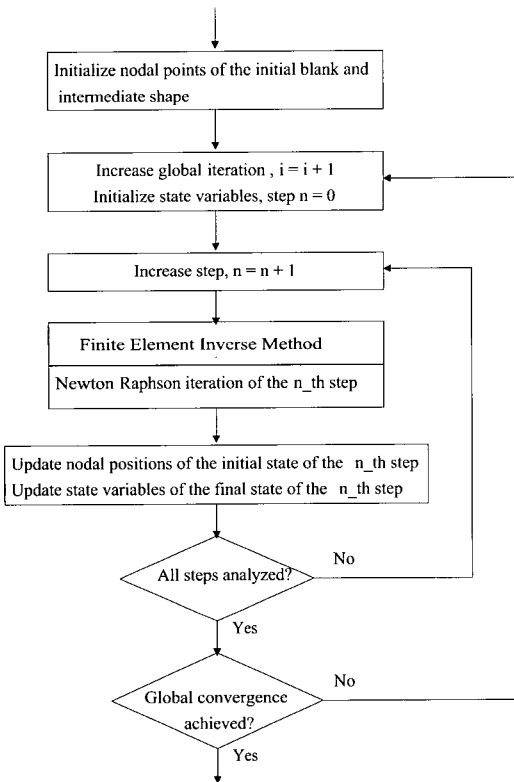 Initialize nodal points of the initial blank and
intermediate shape
Increase global iteration , i = i + 1
Initialize state variables, step n = 0
Increase step, n = n + 1
Finite Element Inverse Method
Newton Raphson iteration of the n_th step
Update nodal positions of the initial state of the n_th step
Update state variables of the final state of the n_th step
All steps analyzed?
No
Yes
Global convergence
achieved?
No
Yes